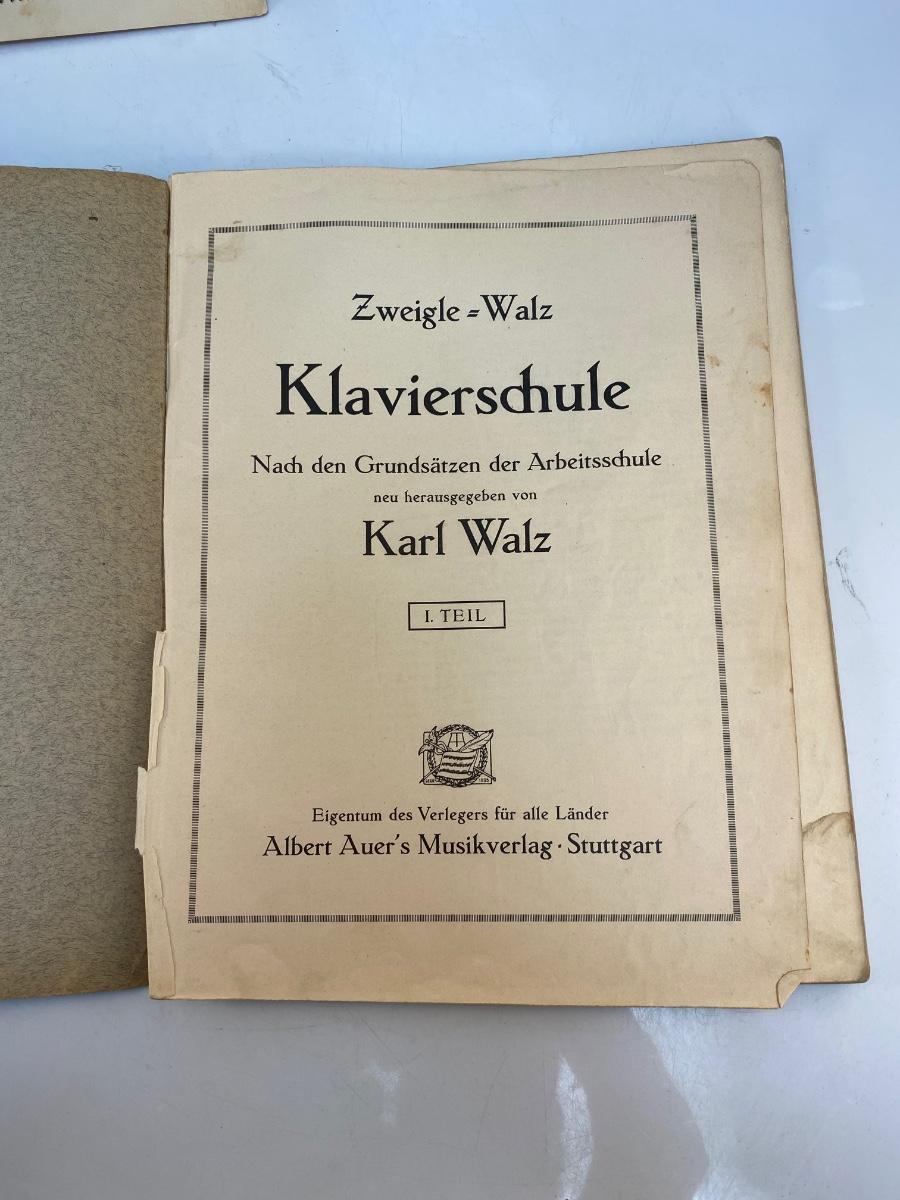 Zweigle=Walz
Klavierschule
Nach den Grundsätzen der Arbeitsschule
neu herausgegeben von
Karl Walz
I. TEIL
Eigentum des Verlegers für alle Länder
Albert Auer's Musikverlag · Stuttgart